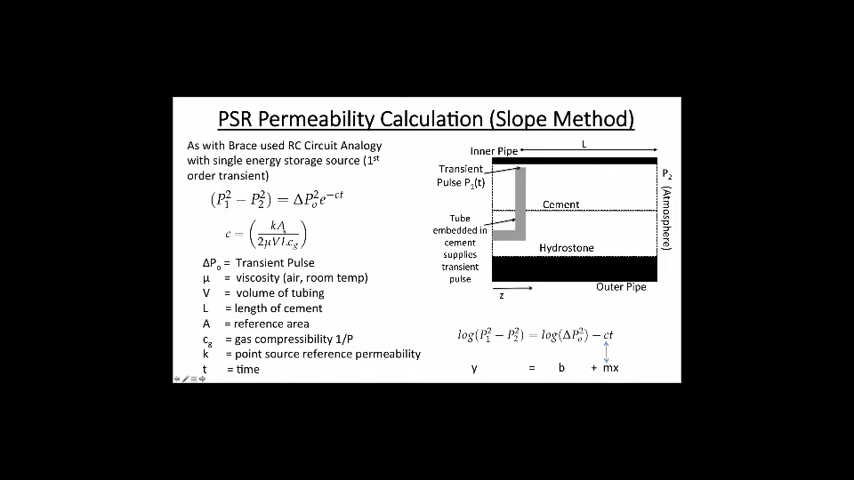 PSR Permeability Calculation (Slope Method)
As with Brace used RC Circuit Analogy
with single energy storage source (1st
order transient)
(P₁² − P₂²) = ΔPₒ²e^(−ct)
c = (kA / 2μVLc_g)
ΔPₒ = Transient Pulse
μ = viscosity (air, room temp)
V = volume of tubing
L = length of cement
A = reference area
c_g = gas compressibility 1/P
k = point source reference permeability
t = time
L
Inner Pipe
Transient
Pulse P₁(t)
P₂
(Atmosphere)
Cement
Tube
embedded in
cement
supplies
transient
pulse
Hydrostone
Outer Pipe
z
log(P₁² − P₂²) = log(ΔPₒ²) − ct
y = b + mx